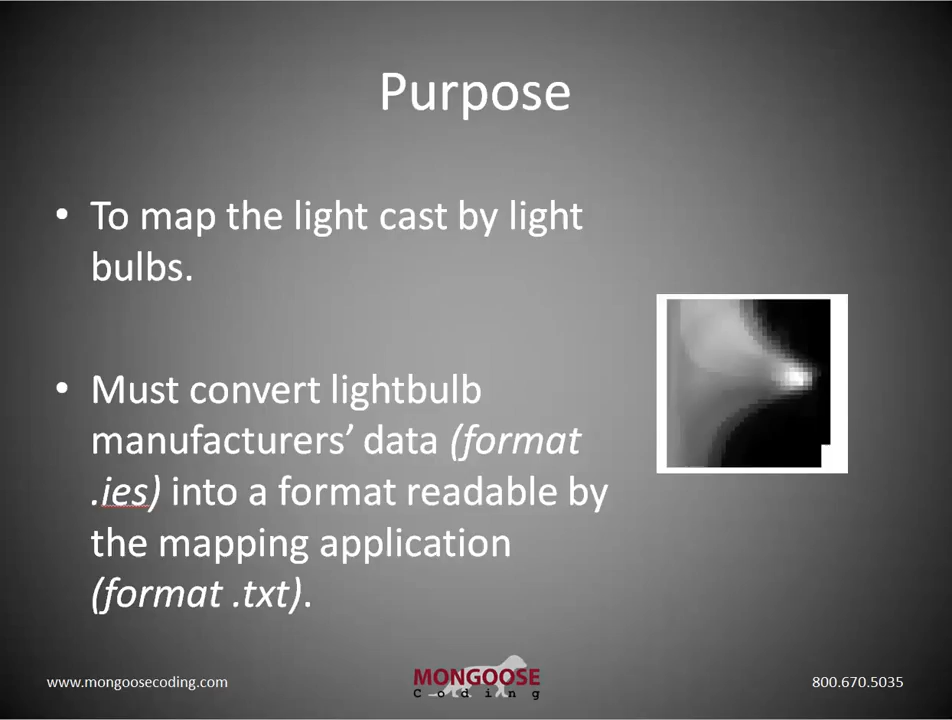 Purpose
• To map the light cast by light
bulbs.
• Must convert lightbulb
manufacturers’ data (format
.ies) into a format readable by
the mapping application
(format .txt).
www.mongoosecoding.com
MONGOOSE
Coding
800.670.5035